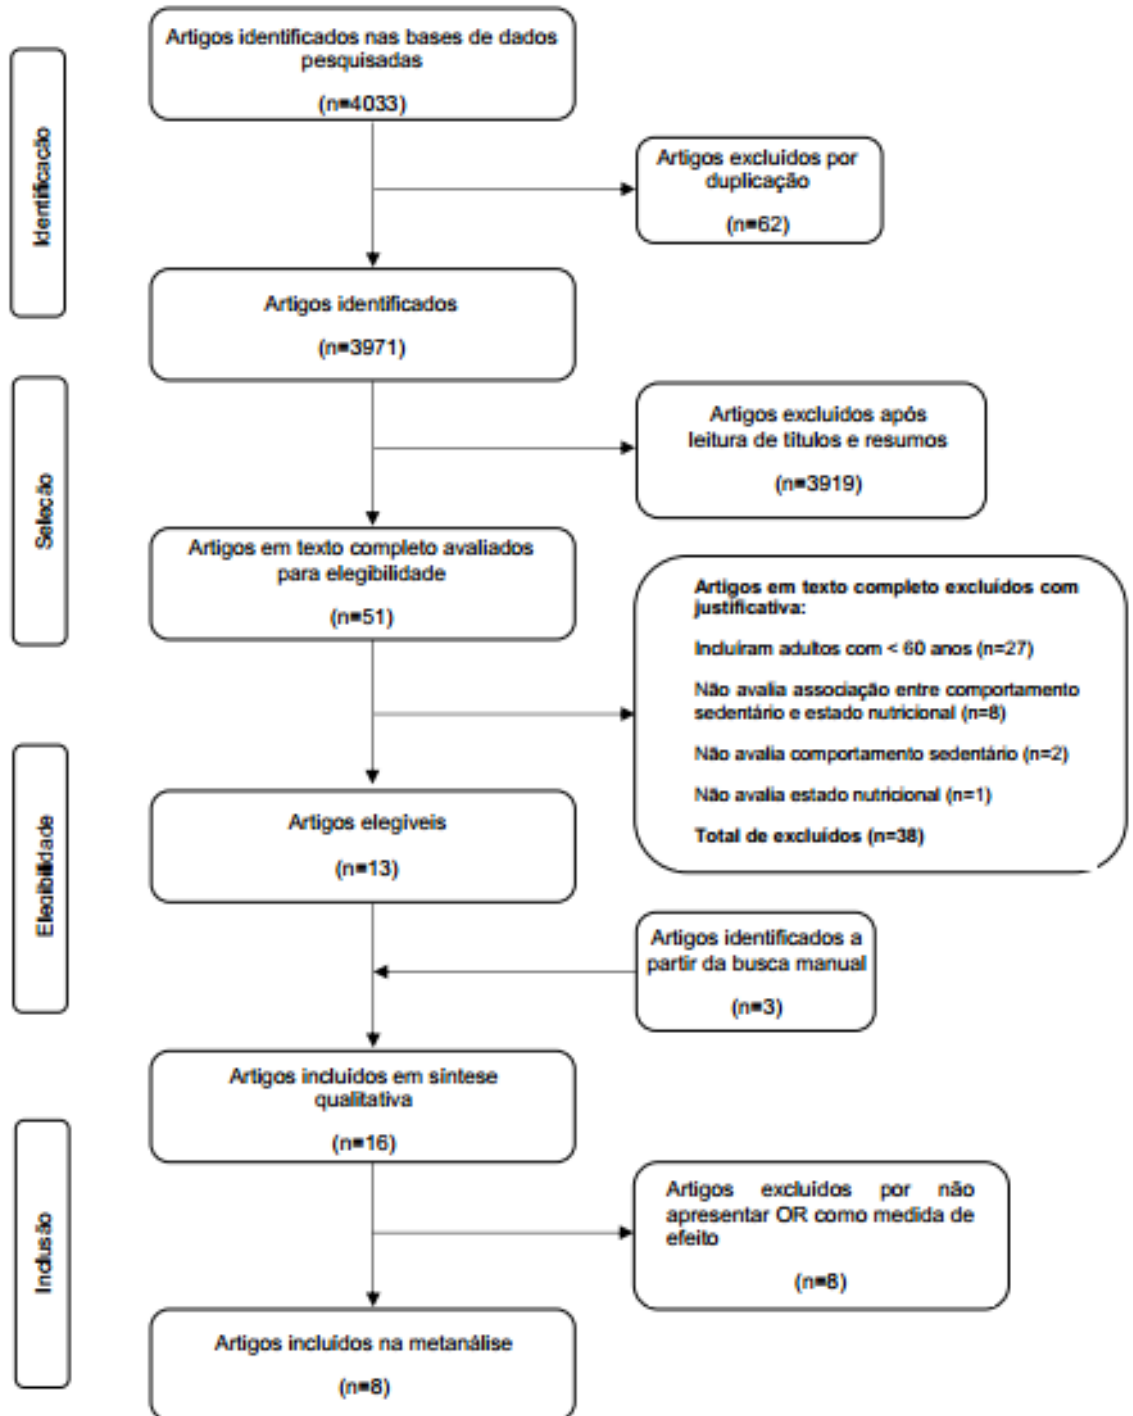 Artigos identificados nas bases de dados
pesquisadas
(n=4033)
Identificacão
Artigos excluídos por
duplicação
(n=62)
Artigos identificados
(n=3971)
Selecão
Artigos excluídos após
leitura de títulos e resumos
(n=3919)
Artigos em texto completo avaliados
para elegibilidade
(n=51)
Artigos em texto completo excluídos com
justificativa:
Incluíram adultos com < 60 anos (n=27)
Não avalia associação entre comportamento
sedentário e estado nutricional (n=8)
Não avalia comportamento sedentário (n=2)
Não avalia estado nutricional (n=1)
Total de excluídos (n=38)
Elegibilidade
Artigos elegíveis
(n=13)
Artigos identificados a
partir da busca manual
(n=3)
Artigos incluídos em síntese
qualitativa
(n=16)
Inclusão
Artigos excluídos por não
apresentar OR como medida de
efeito
(n=8)
Artigos incluídos na metanálise
(n=8)